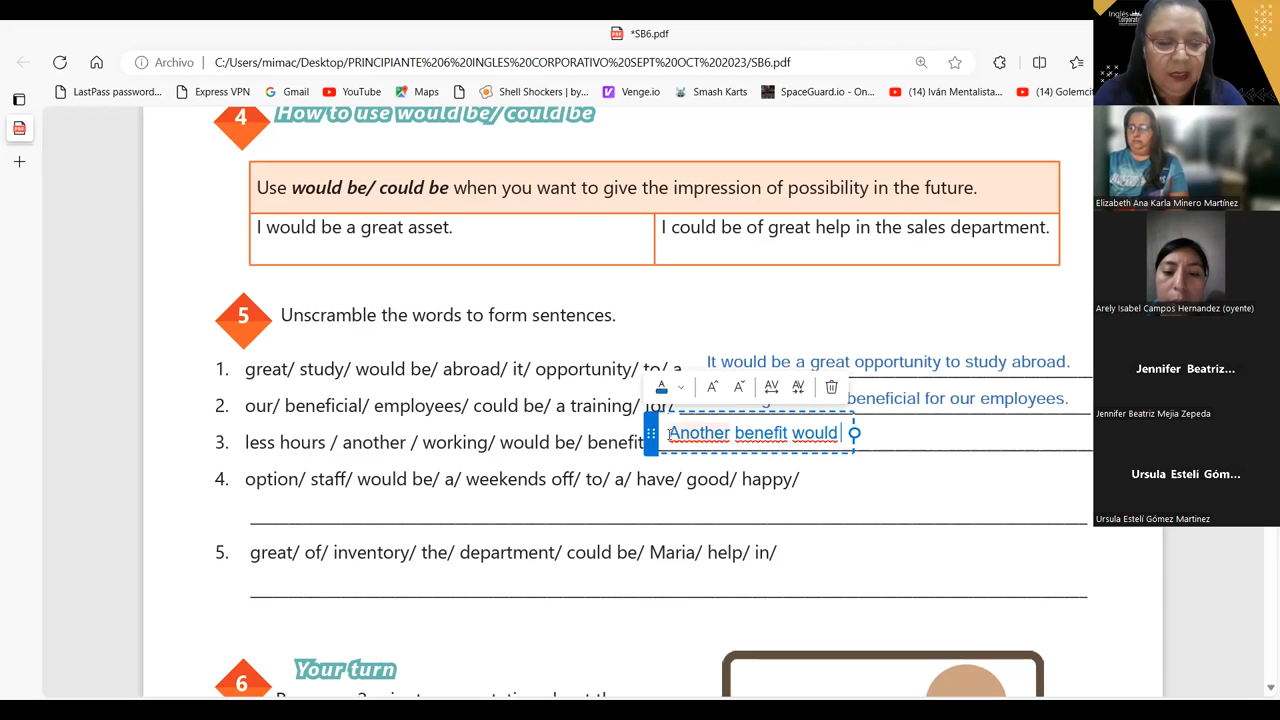 *SB6.pdf
Archivo C:/Users/mimac/Desktop/PRINCIPIANTE%206%20INGLES%20CORPORATIVO%20SEPT%20OCT%202023/SB6.pdf
LastPass password... Express VPN Gmail YouTube Maps Shell Shockers | by... Venge.io Smash Karts SpaceGuard.io - On... (14) Iván Mentalista... (14) Golemcit
4 How to use would be/ could be
Use would be/ could be when you want to give the impression of possibility in the future.
I would be a great asset. I could be of great help in the sales department.
5 Unscramble the words to form sentences.
1. great/ study/ would be/ abroad/ it/ opportunity/ to/ a It would be a great opportunity to study abroad.
2. our/ beneficial/ employees/ could be/ a training/ for/ beneficial for our employees.
3. less hours / another / working/ would be/ benefit Another benefit would
4. option/ staff/ would be/ a/ weekends off/ to/ a/ have/ good/ happy/
5. great/ of/ inventory/ the/ department/ could be/ Maria/ help/ in/
6 Your turn
Inglés
Corporativo
Elizabeth Ana Karla Minero Martínez
Arely Isabel Campos Hernandez (oyente)
Jennifer Beatriz...
Jennifer Beatriz Mejia Zepeda
Ursula Esteli Góm...
Ursula Estelí Gómez Martinez